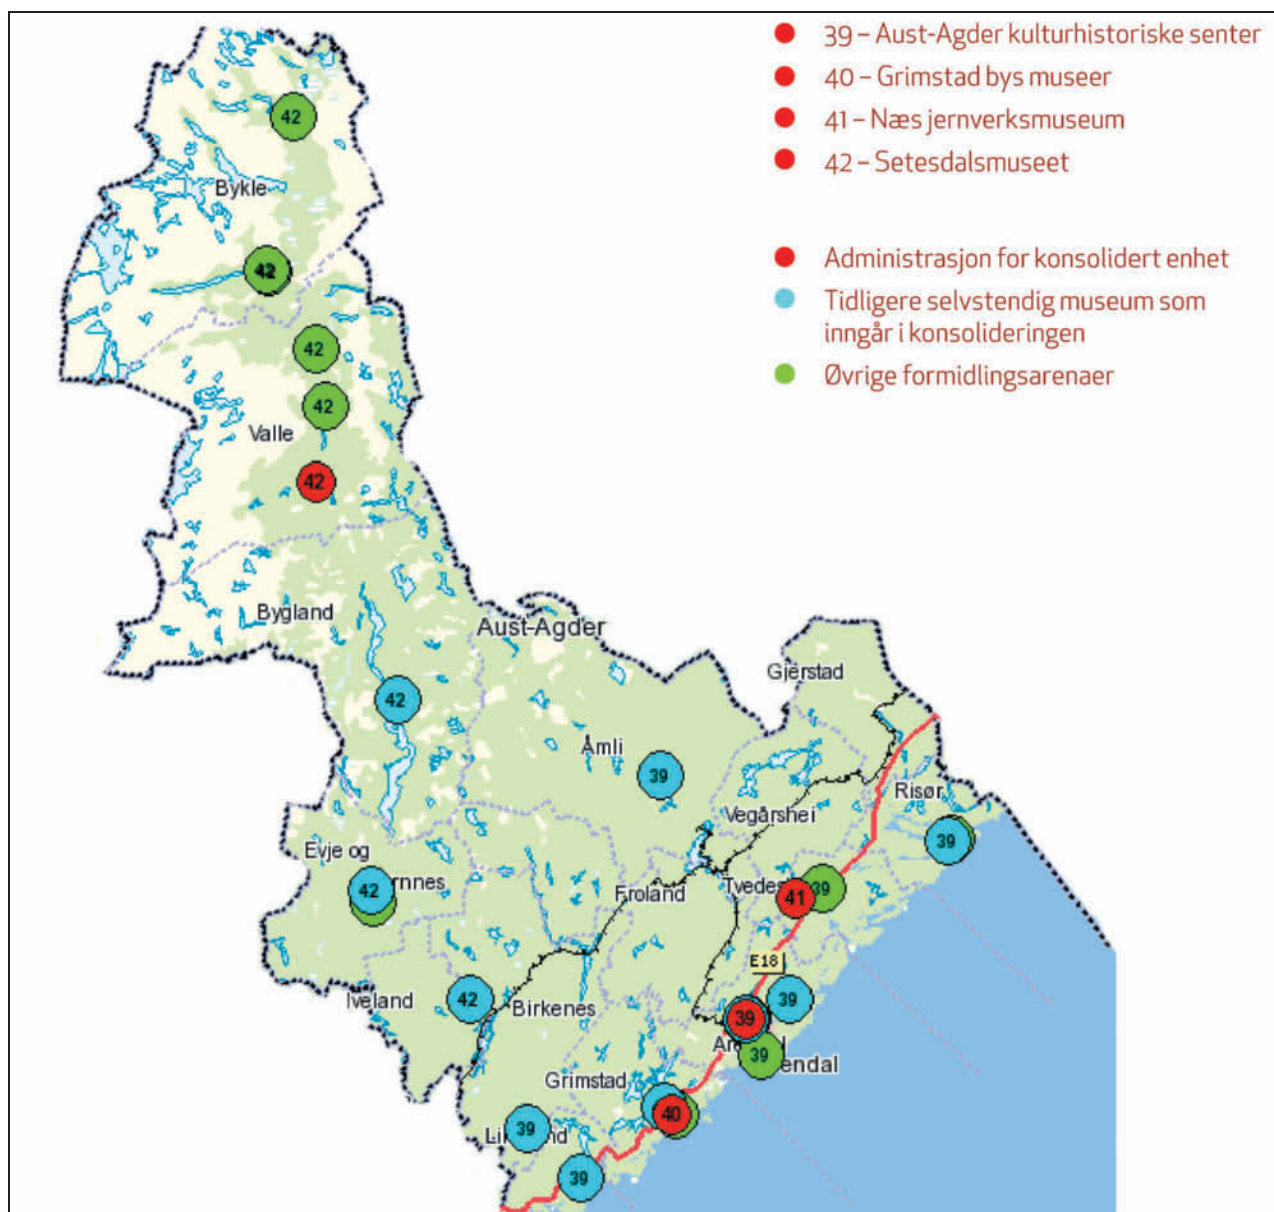 39 – Aust-Agder kulturhistoriske senter
40 – Grimstad bys museer
41 – Næs jernverksmuseum
42 – Setesdalsmuseet
Administrasjon for konsolidert enhet
Tidligere selvstendig museum som
inngår i konsolideringen
Øvrige formidlingsarenaer
42
Bykle
42
42
42
Valle
42
Bygland
Aust-Agder
Gjerstad
42
Åmli
39
Risør
Vegårshei
39
Evje og
42
Froland
41
39
E18
42
39
Iveland
Birkenes
39
39
Grimstad
40
39
39